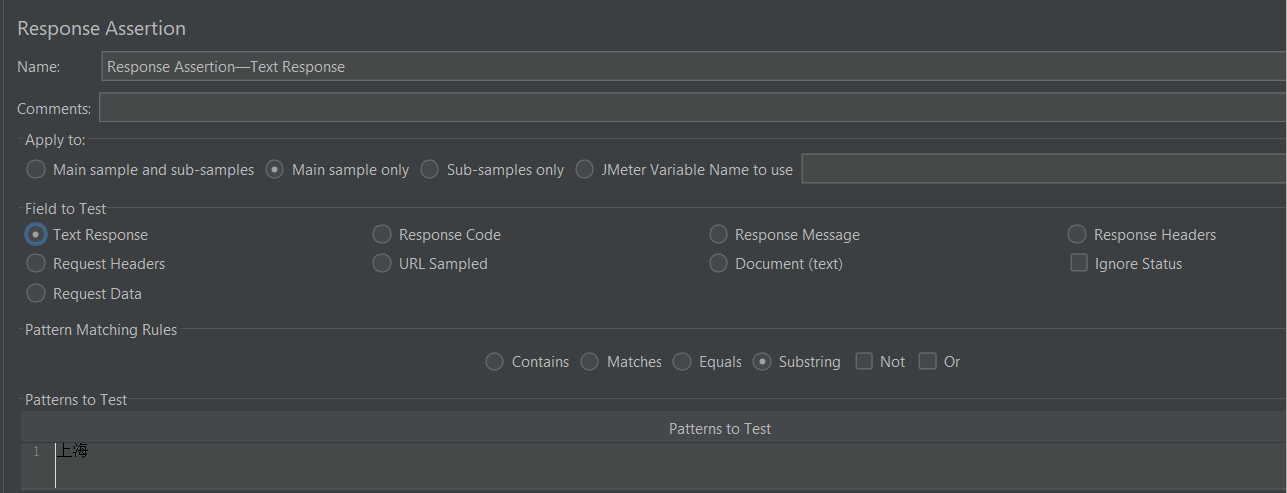 Response Assertion
Name: Response Assertion—Text Response
Comments:
Apply to:
Main sample and sub-samples Main sample only Sub-samples only JMeter Variable Name to use
Field to Test
Text Response Response Code Response Message Response Headers
Request Headers URL Sampled Document (text) Ignore Status
Request Data
Pattern Matching Rules
Contains Matches Equals Substring Not Or
Patterns to Test
Patterns to Test
1 上海